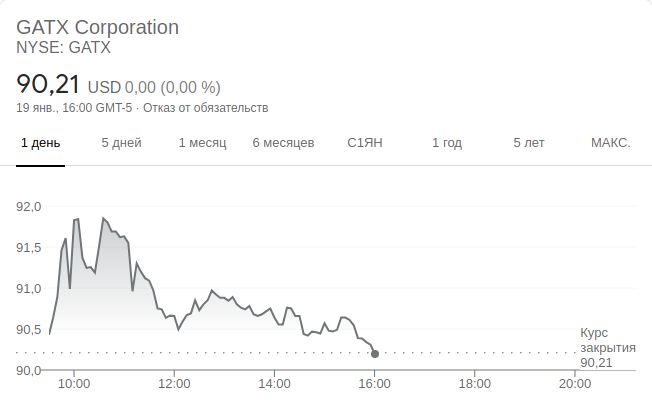 GATX Corporation
NYSE: GATX
90,21 USD 0,00 (0,00 %)
19 янв., 16:00 GMT-5 · Отказ от обязательств
1 день 5 дней 1 месяц 6 месяцев С1ЯН 1 год 5 лет МАКС.
92,0
91,5
91,0
90,5
90,0
Курс
закрытия
90,21
10:00 12:00 14:00 16:00 18:00 20:00